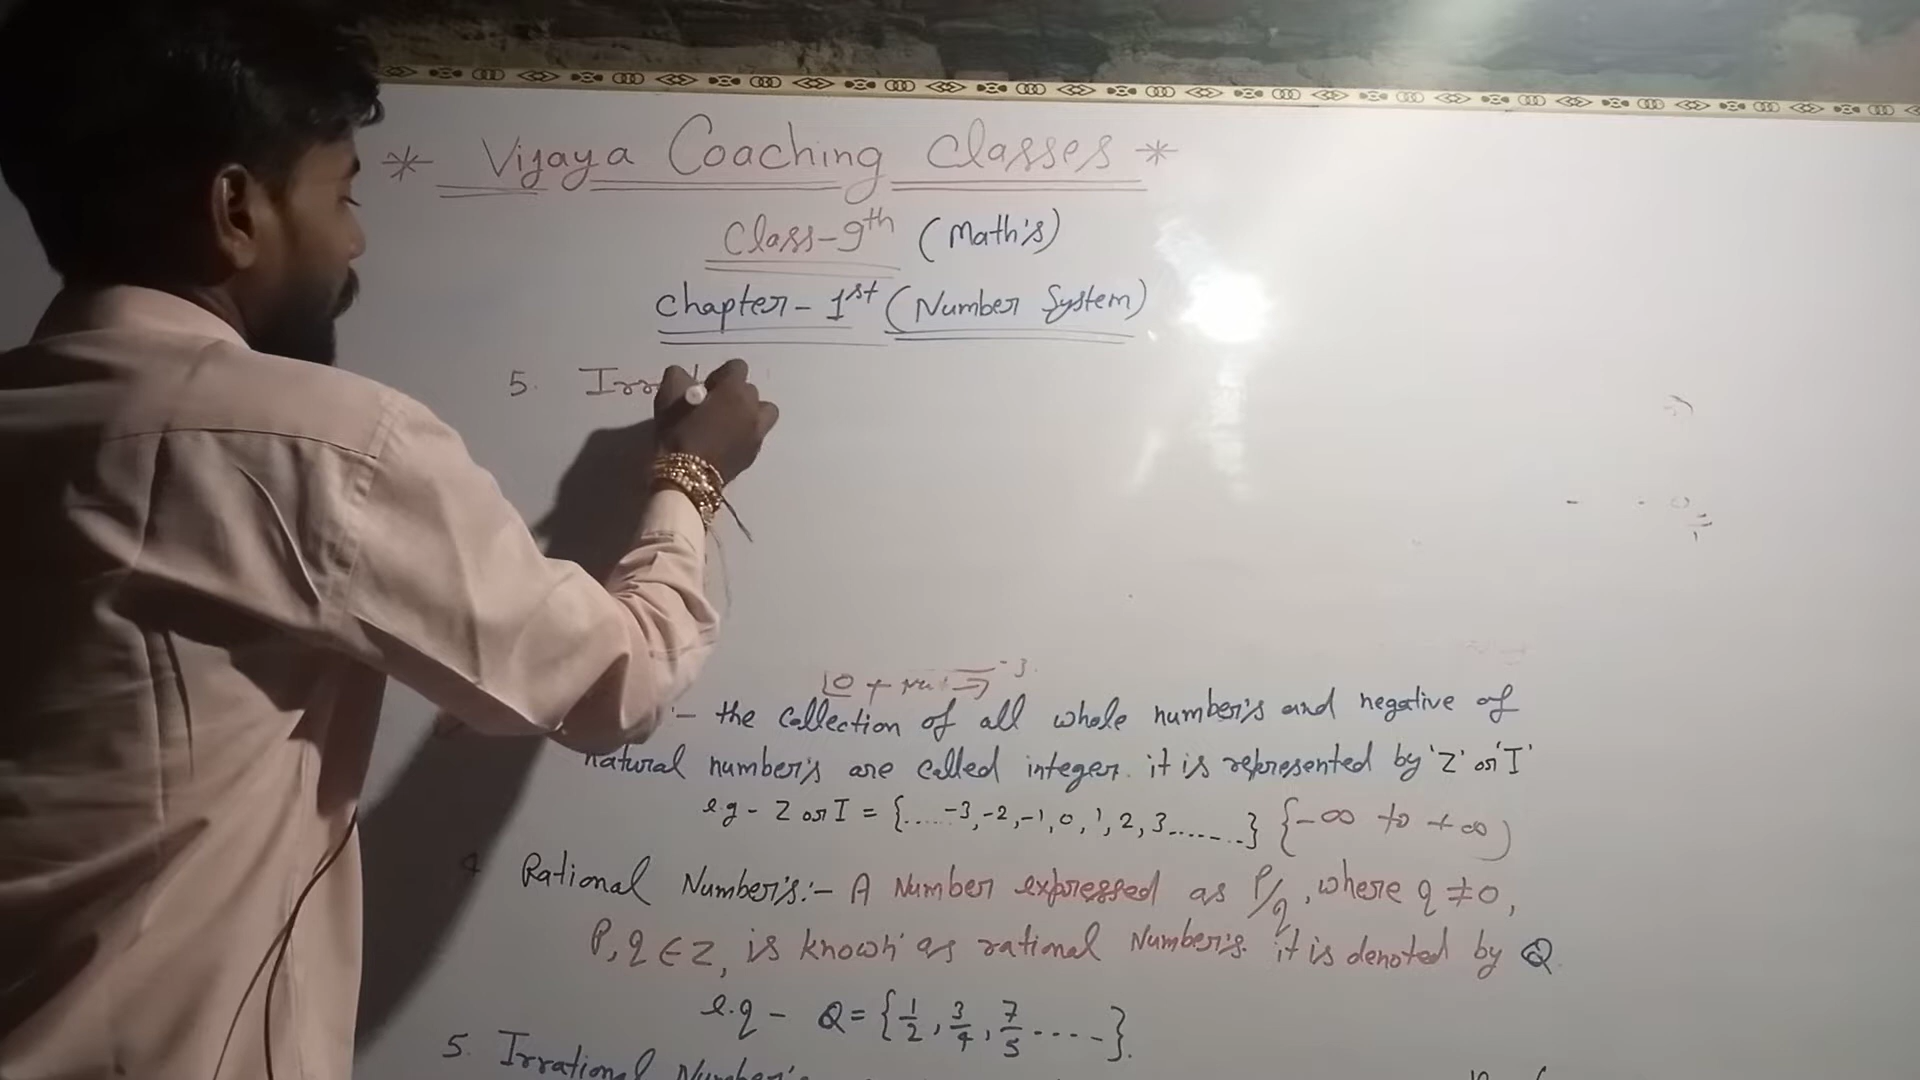 * Vijaya Coaching Classes *
Class-9th (Math's)
Chapter-1st (Number System)
5. Irr
:- the collection of all whole number's and negative of
natural number's are called integer. it is represented by 'Z' or 'I'
e.g - Z or I = {......-3,-2,-1,0,1,2,3.......} {-∞ to +∞)
4 Rational Number's:- A Number expressed as P/q, where q≠0,
P,q∈Z, is known as rational Number's. it is denoted by Q.
e.g - Q={1/2, 3/4, 7/5 .....}.
5. Irrational Number's